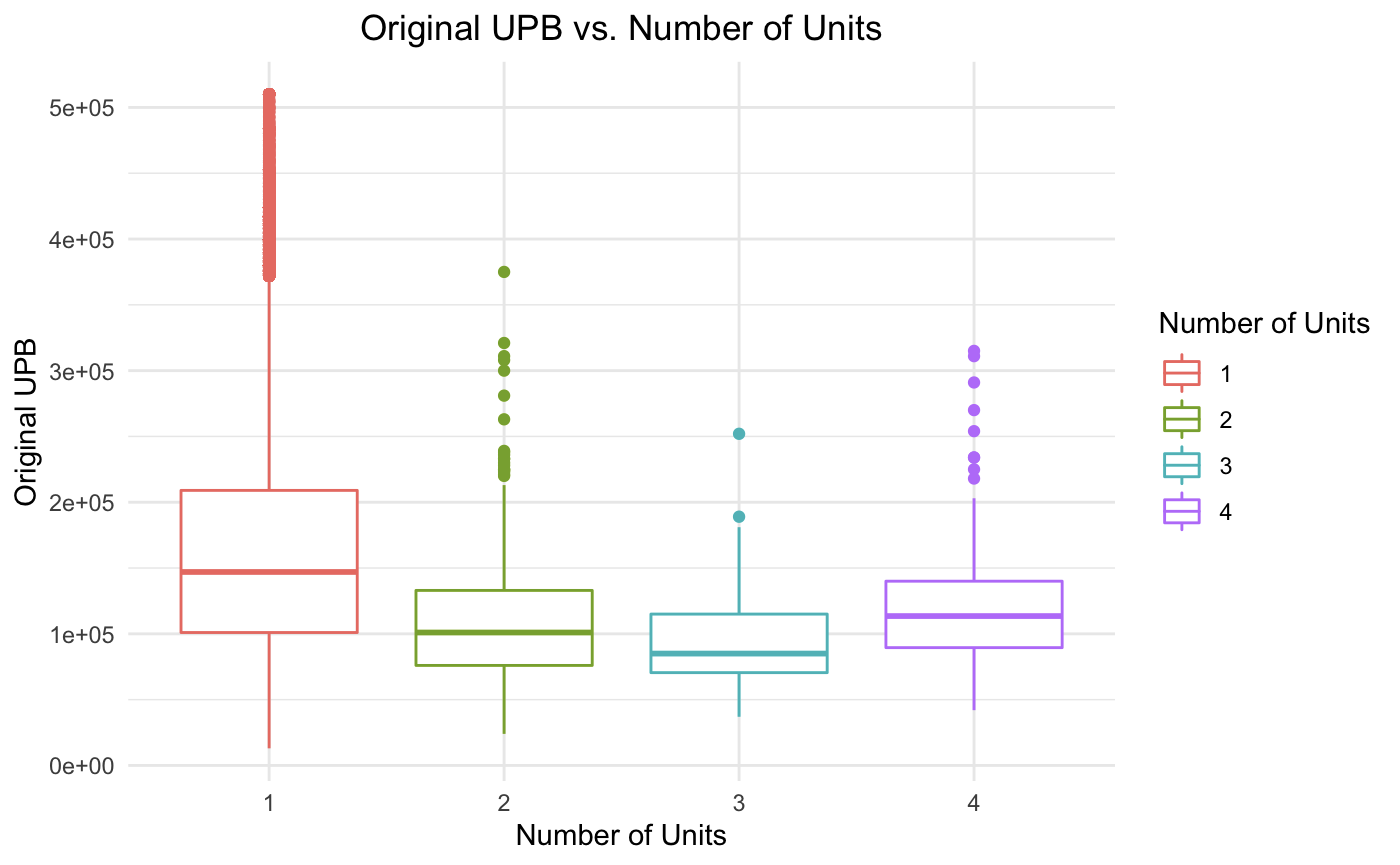 Original UPB vs. Number of Units
5e+05
4e+05
3e+05
2e+05
1e+05
0e+00
Original UPB
1 2 3 4
Number of Units
Number of Units
1
2
3
4